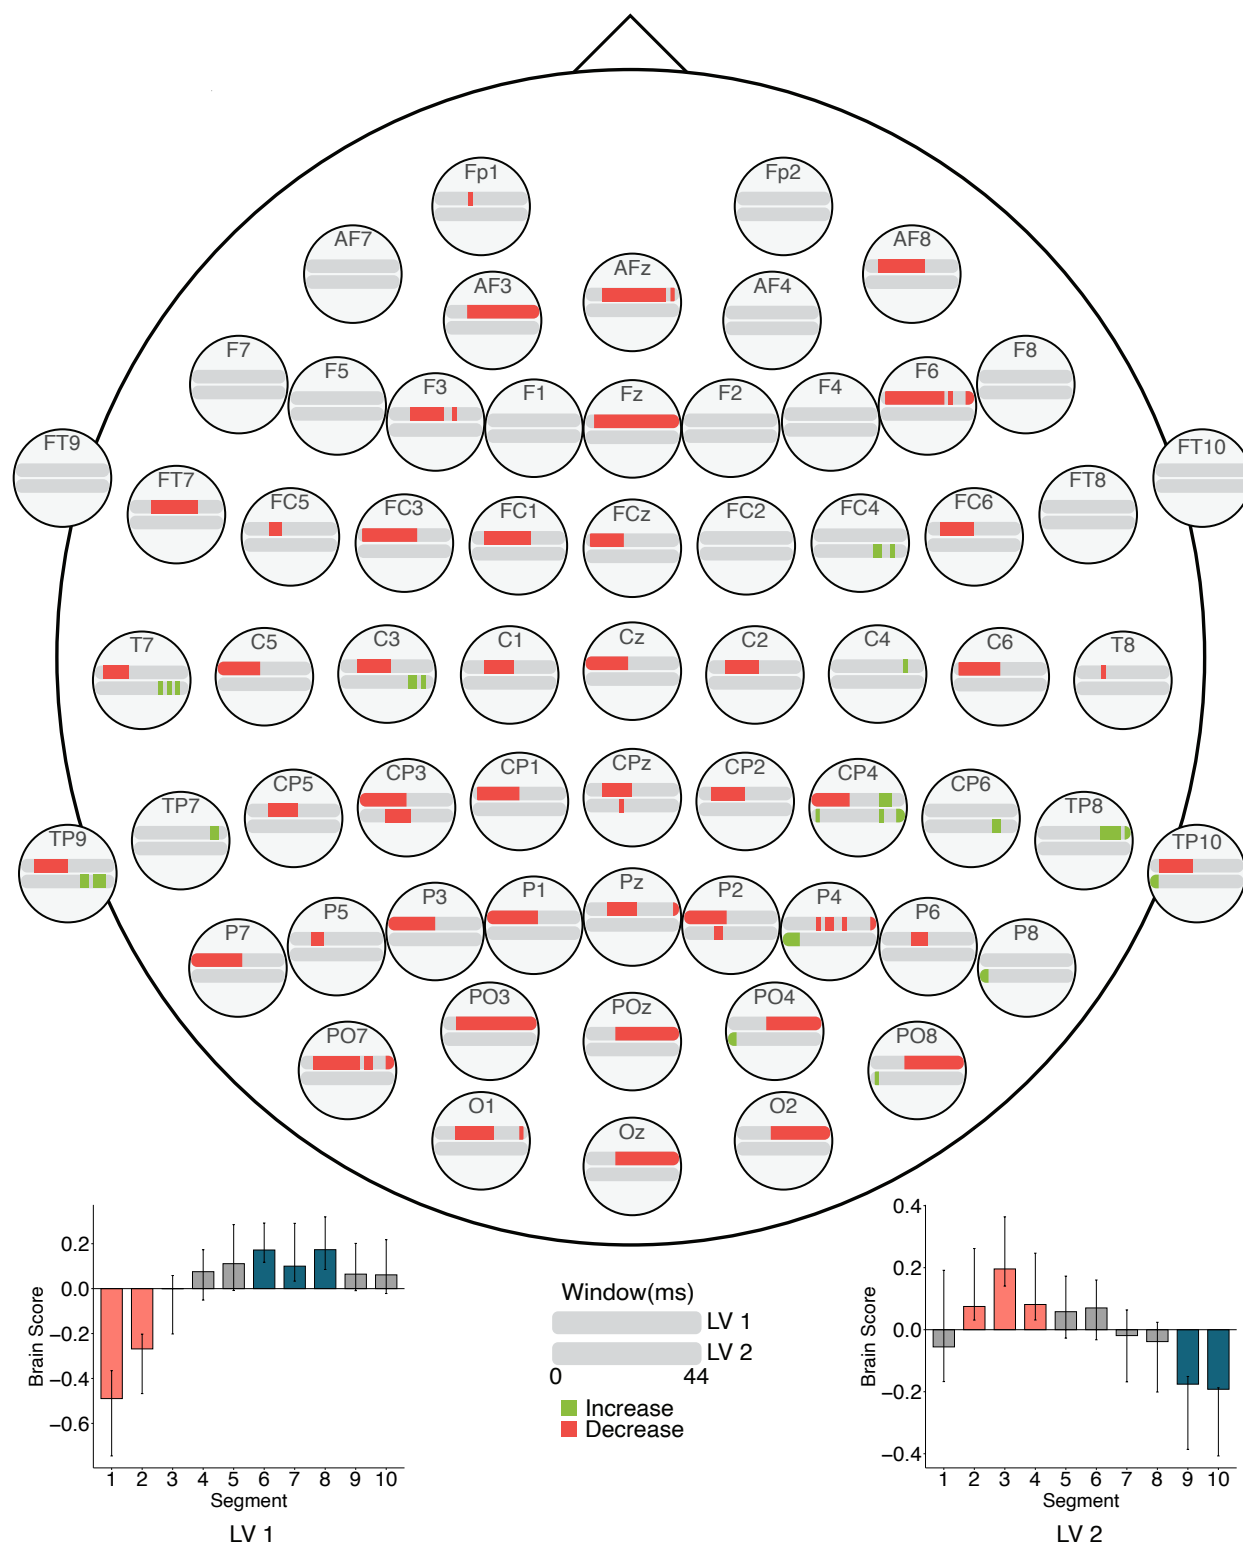 Fp1 Fp2
AF7 AF8
AF3 AFz AF4
F7 F8
F5 F3 F1 Fz F2 F4 F6
FT9 FT10
FT7 FC5 FC3 FC1 FCz FC2 FC4 FC6 FT8
T7 C5 C3 C1 Cz C2 C4 C6 T8
CP5 CP3 CP1 CPz CP2 CP4 CP6
TP9 TP7 TP8 TP10
P7 P5 P3 P1 Pz P2 P4 P6 P8
PO7 PO3 POz PO4 PO8
O1 Oz O2
Brain Score
0.2
0.0
−0.2
−0.4
−0.6
1 2 3 4 5 6 7 8 9 10
Segment
LV 1
Window(ms)
LV 1
LV 2
0 44
Increase
Decrease
Brain Score
0.4
0.2
0.0
−0.2
−0.4
1 2 3 4 5 6 7 8 9 10
Segment
LV 2